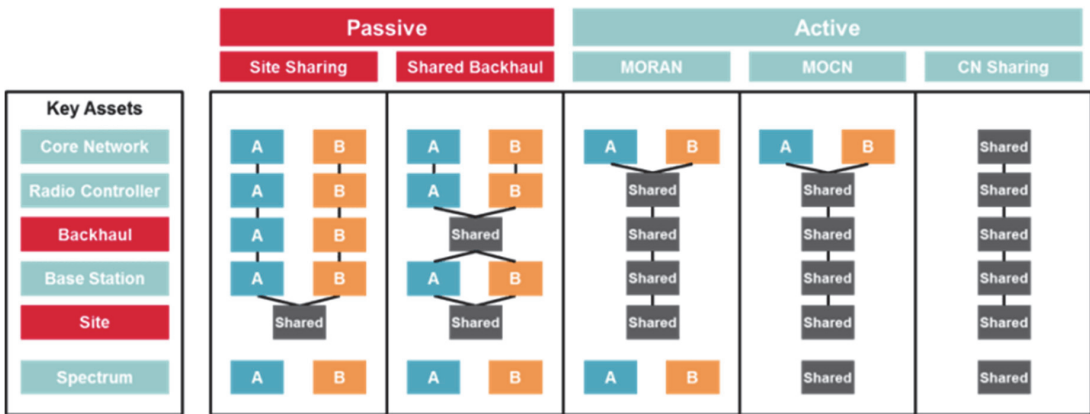 Passive Active
Site Sharing Shared Backhaul MORAN MOCN CN Sharing
Key Assets
Core Network A B A B A B A B Shared
Radio Controller A B A B Shared Shared Shared
Backhaul A B Shared Shared Shared Shared
Base Station A B A B Shared Shared Shared
Site Shared Shared Shared Shared Shared
Spectrum A B A B A B Shared Shared